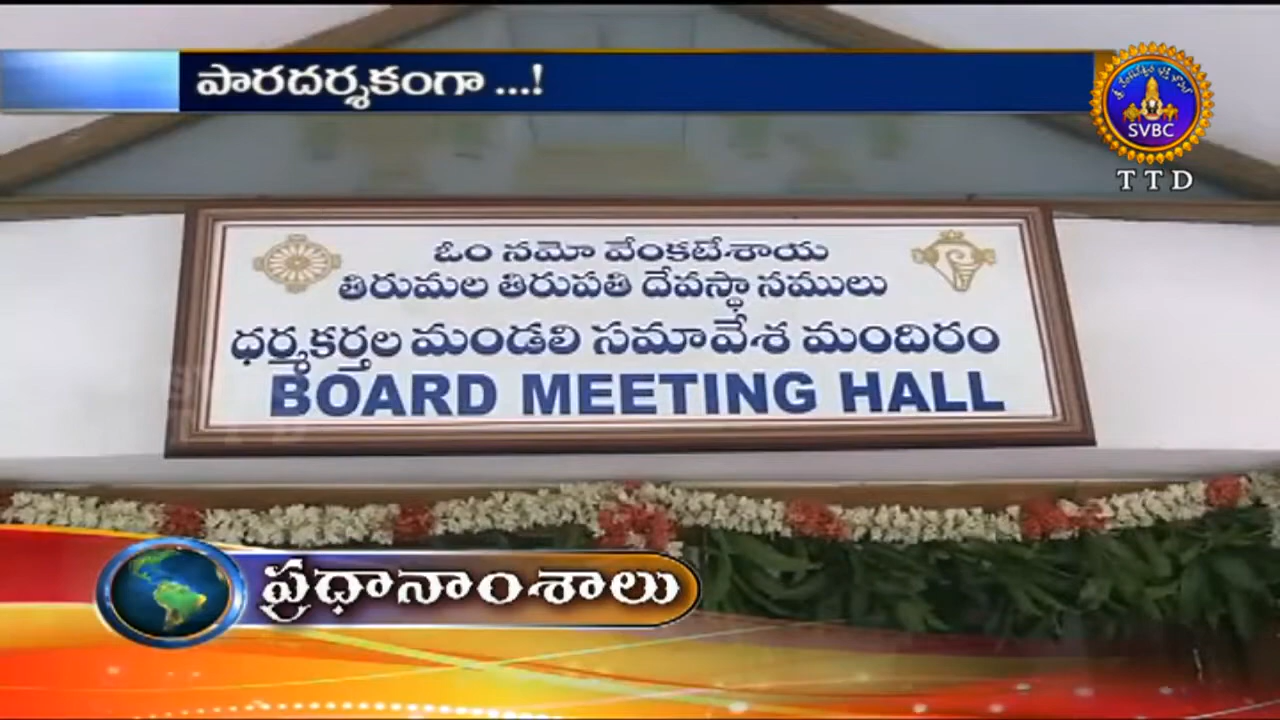 పారదర్శకంగా ...!
SVBC
TTD
ఓం నమో వేంకటేశాయ
తిరుమల తిరుపతి దేవస్థానములు
ధర్మకర్తల మండలి సమావేశ మందిరం
BOARD MEETING HALL
ప్రధానాంశాలు